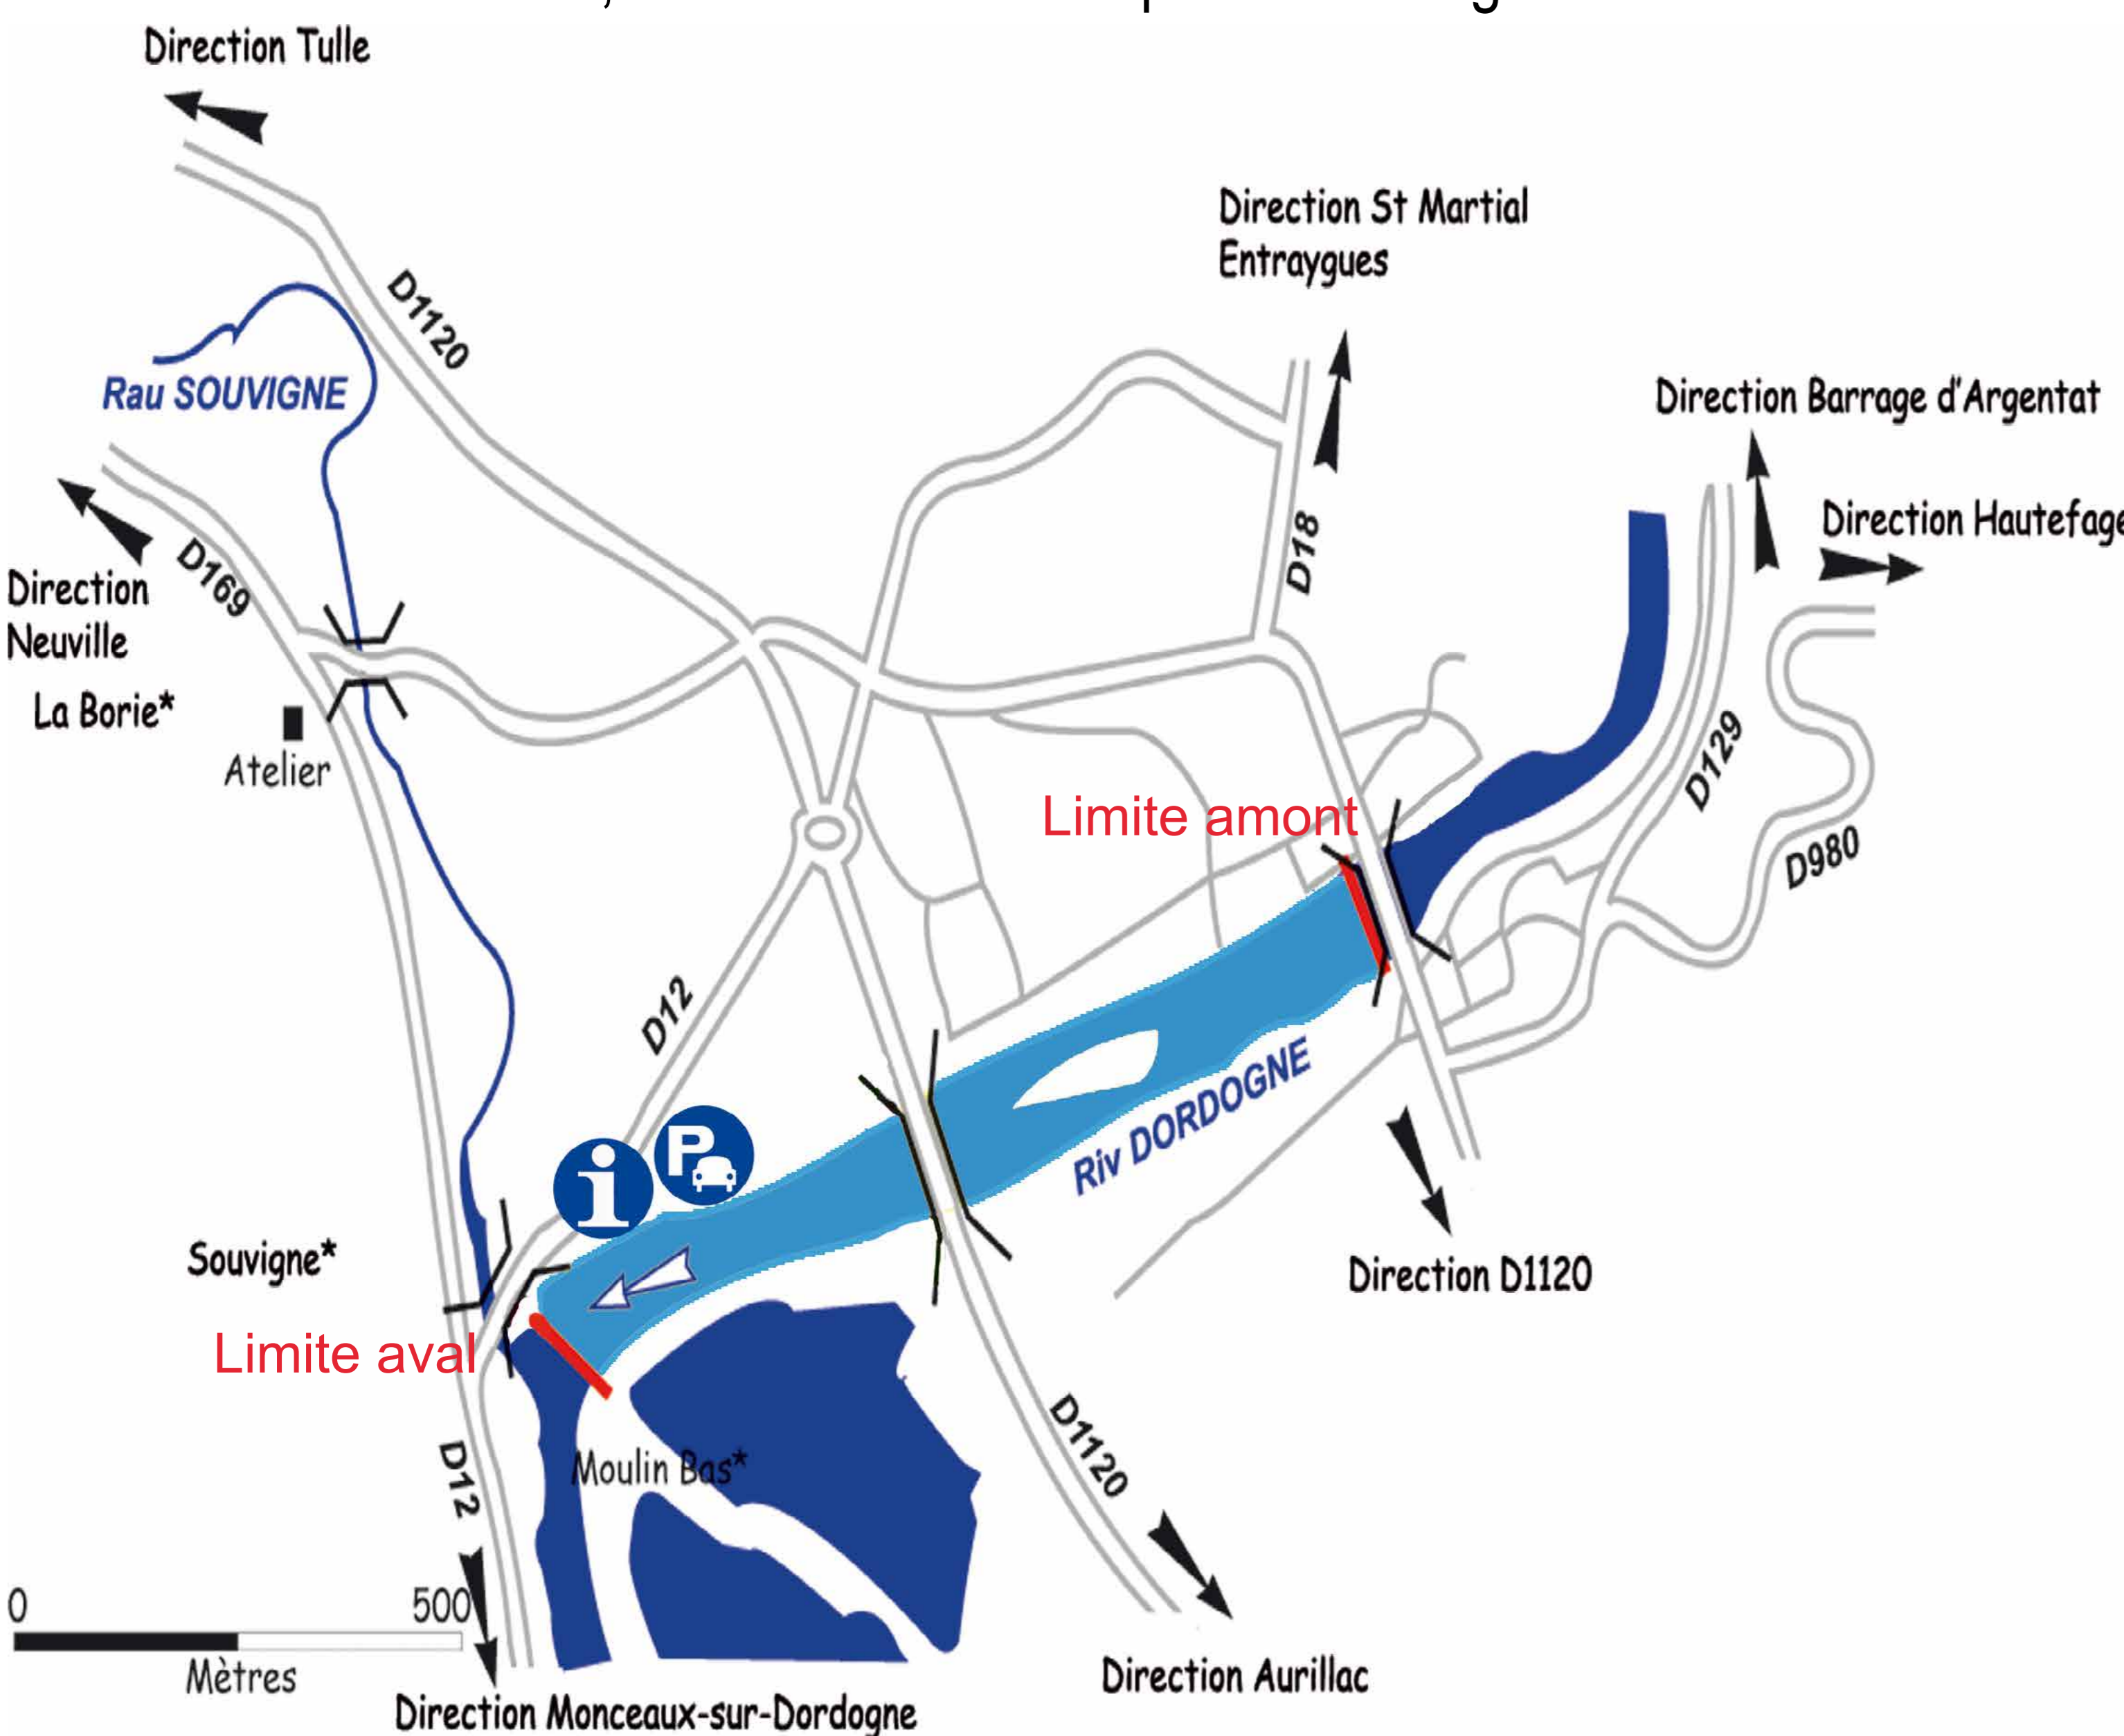 Direction Tulle
Direction St Martial
Entraygues
D1120
Rau SOUVIGNE
Direction Barrage d'Argentat
Direction Hautefage
D18
D169
Direction
Neuville
La Borie*
Atelier
D129
Limite amont
D980
D12
Riv DORDOGNE
P
i
Souvigne*
Direction D1120
Limite aval
D12
Moulin Bas*
D1120
0 500
Mètres
Direction Aurillac
Direction Monceaux-sur-Dordogne